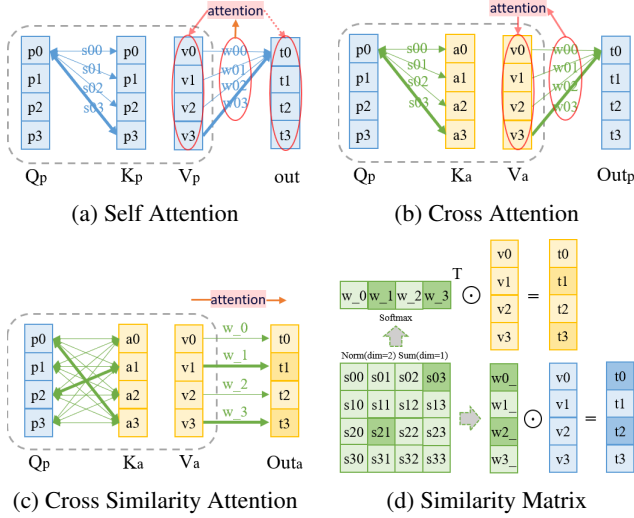 attention
p0 s00 p0 v0 w00 t0
p1 s01 p1 v1 w01 t1
p2 s02 p2 v2 w02 t2
p3 s03 p3 v3 w03 t3
Qp Kp Vp out
(a) Self Attention
attention
p0 s00 a0 v0 w00 t0
p1 s01 a1 v1 w01 t1
p2 s02 a2 v2 w02 t2
p3 s03 a3 v3 w03 t3
Qp Ka Va Outp
(b) Cross Attention
attention
p0 a0 v0 w_0 t0
p1 a1 v1 w_1 t1
p2 a2 v2 w_2 t2
p3 a3 v3 w_3 t3
Qp Ka Va Outa
(c) Cross Similarity Attention
w_0 w_1 w_2 w_3 T
Softmax
v0 t0
v1 t1
v2 = t2
v3 t3
Norm(dim=2) Sum(dim=1)
s00 s01 s02 s03 w0_ v0 t0
s10 s11 s12 s13 w1_ v1 t1
s20 s21 s22 s23 w2_ v2 = t2
s30 s31 s32 s33 w3_ v3 t3
(d) Similarity Matrix